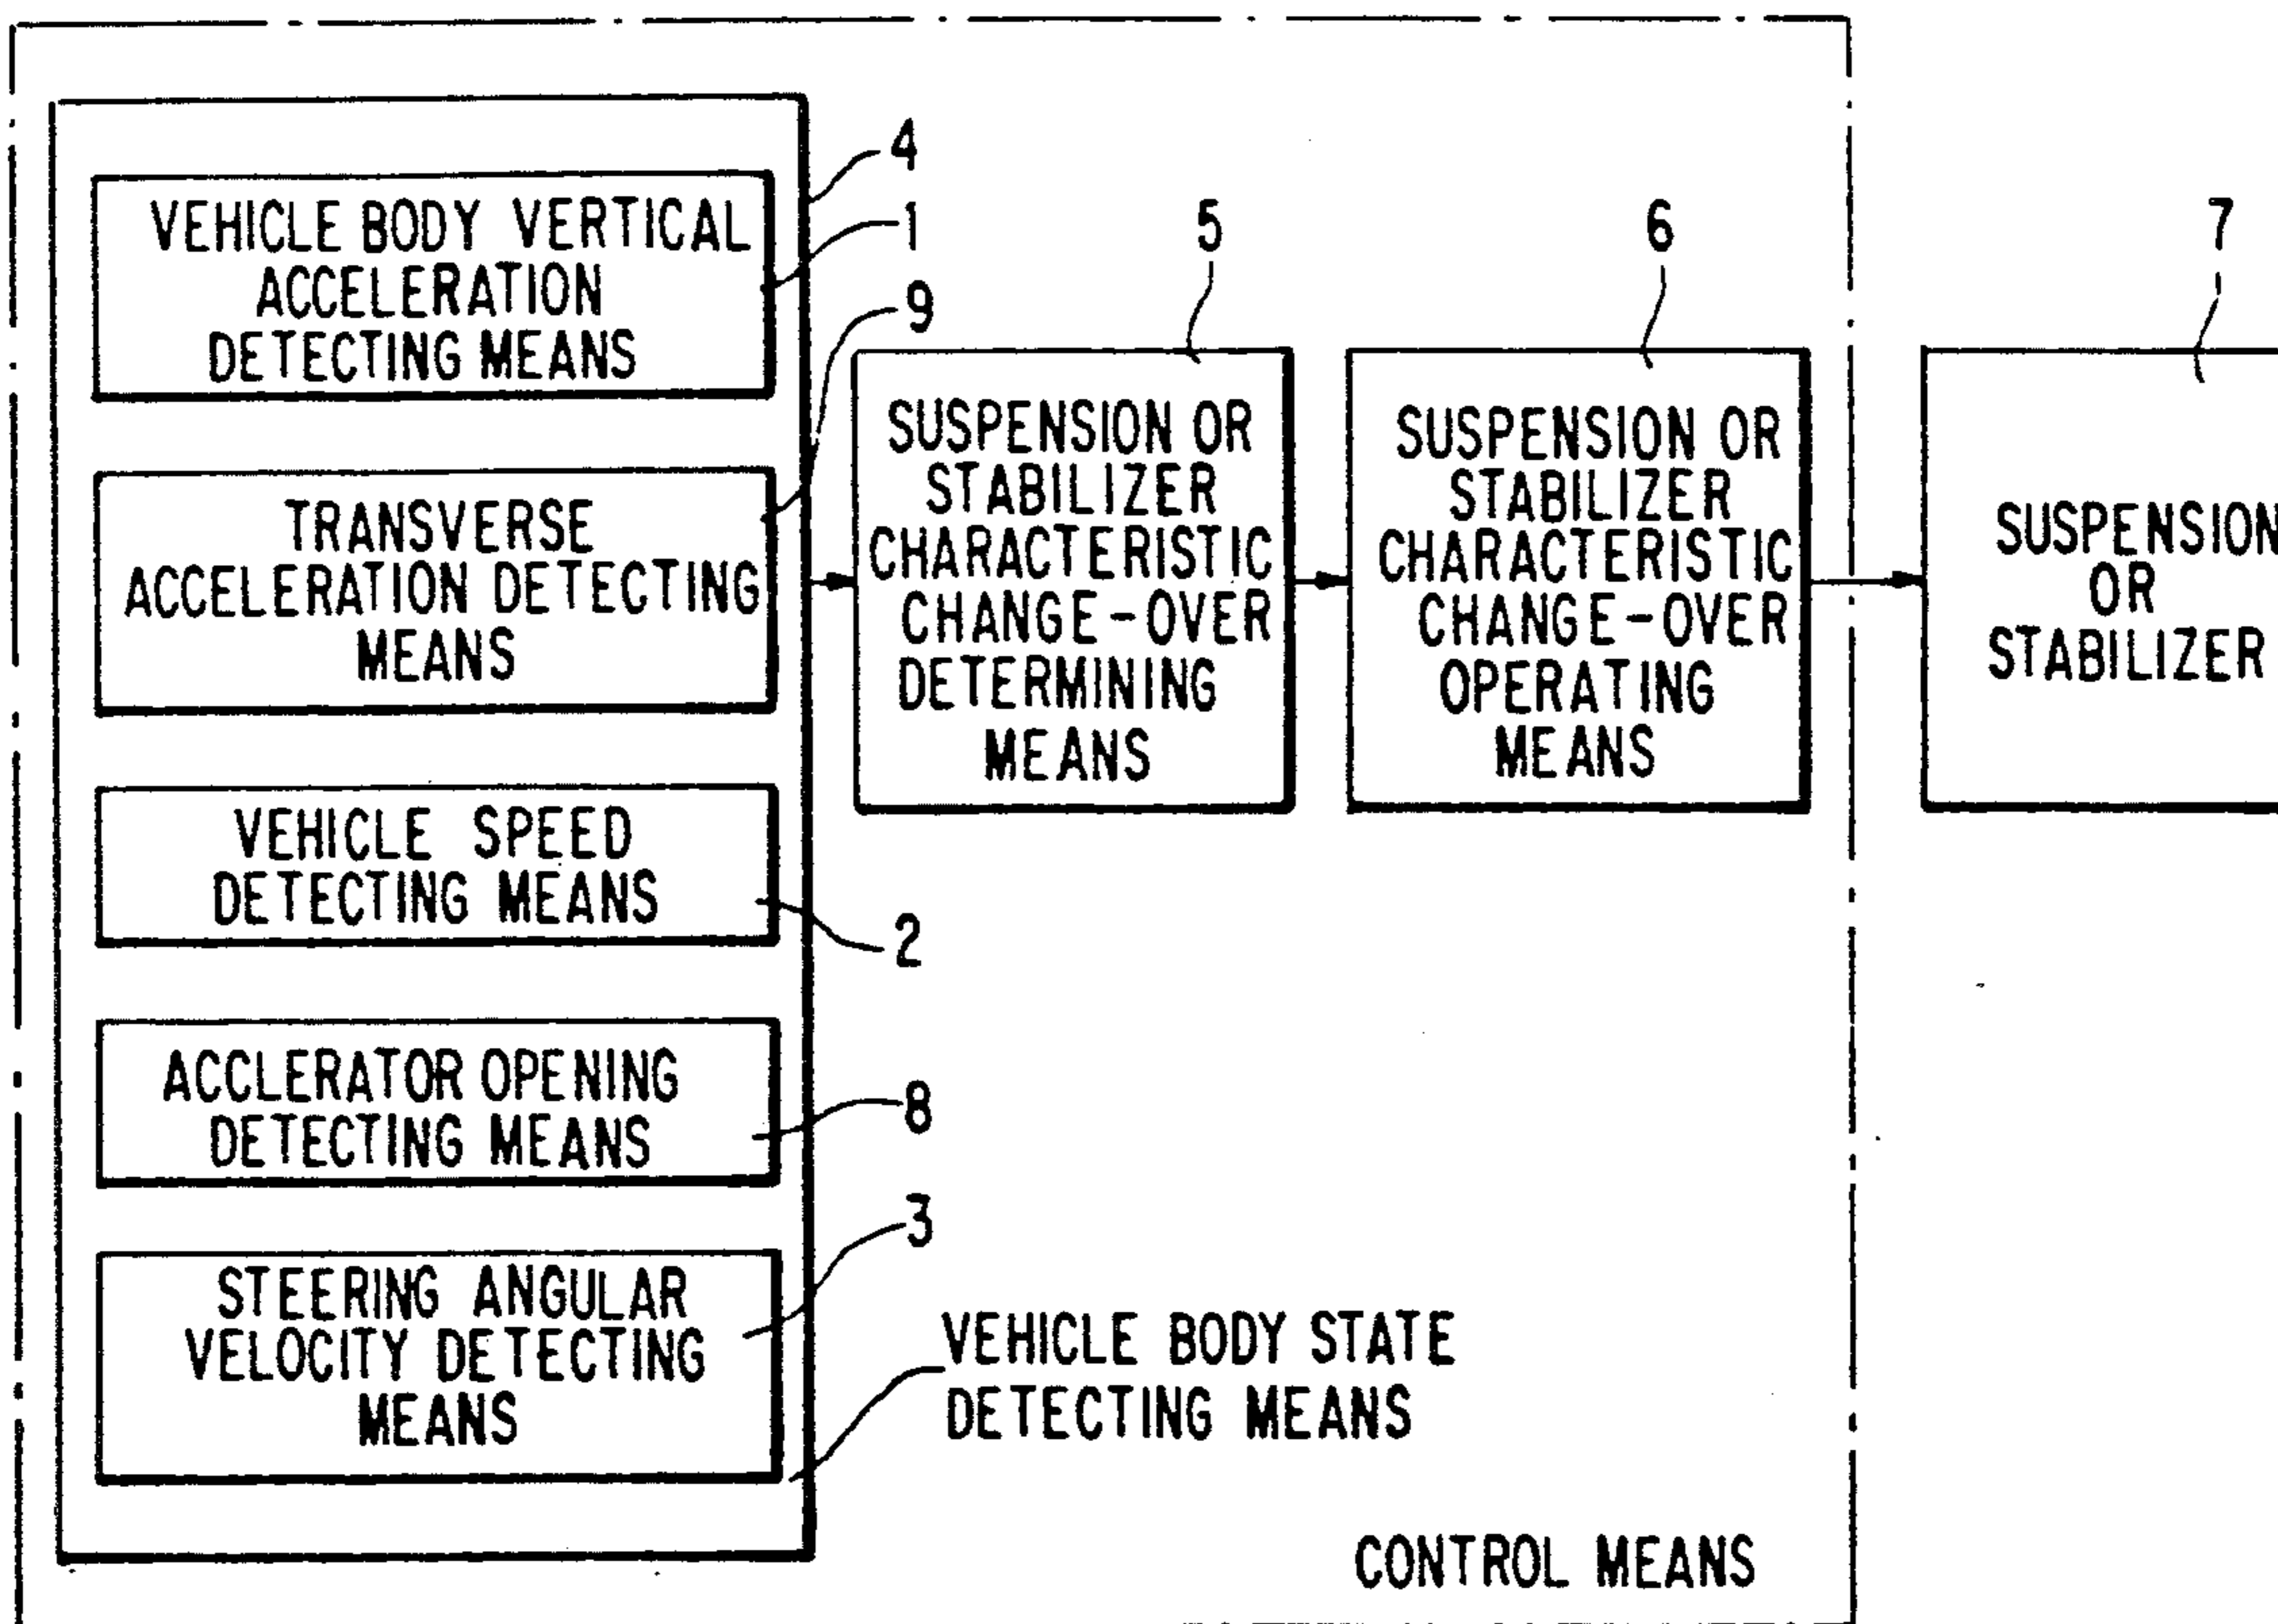 4
VEHICLE BODY VERTICAL
ACCELERATION
DETECTING MEANS
1
9
TRANSVERSE
ACCELERATION DETECTING
MEANS
VEHICLE SPEED
DETECTING MEANS
2
ACCLERATOR OPENING
DETECTING MEANS
8
3
STEERING ANGULAR
VELOCITY DETECTING
MEANS
VEHICLE BODY STATE
DETECTING MEANS
5
SUSPENSION OR
STABILIZER
CHARACTERISTIC
CHANGE-OVER
DETERMINING
MEANS
6
SUSPENSION OR
STABILIZER
CHARACTERISTIC
CHANGE-OVER
OPERATING
MEANS
7
SUSPENSION
OR
STABILIZER
CONTROL MEANS